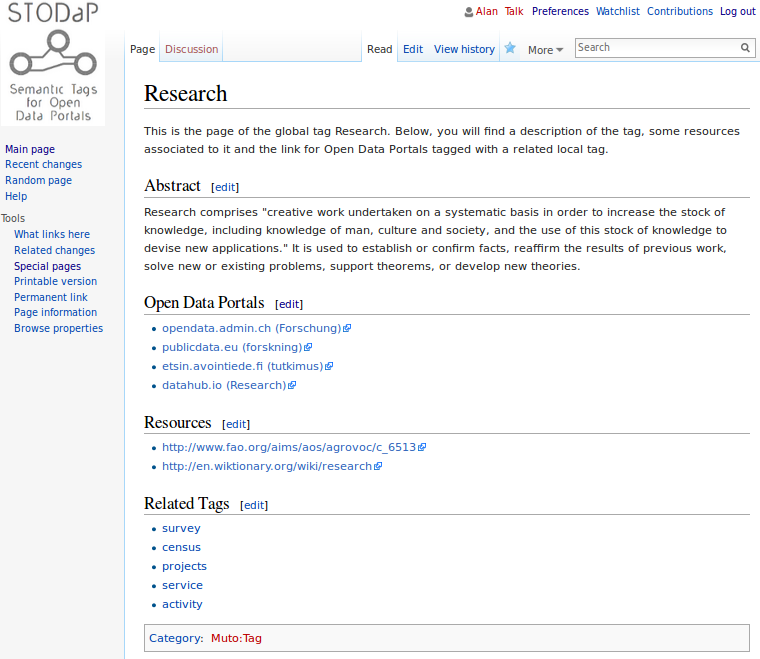 STODaP
Semantic Tags
for Open
Data Portals
Alan Talk Preferences Watchlist Contributions Log out
Page Discussion Read Edit View history More Search
Main page
Recent changes
Random page
Help
Tools
What links here
Related changes
Special pages
Printable version
Permanent link
Page information
Browse properties
Research
This is the page of the global tag Research. Below, you will find a description of the tag, some resources
associated to it and the link for Open Data Portals tagged with a related local tag.
Abstract [edit]
Research comprises "creative work undertaken on a systematic basis in order to increase the stock of
knowledge, including knowledge of man, culture and society, and the use of this stock of knowledge to
devise new applications." It is used to establish or confirm facts, reaffirm the results of previous work,
solve new or existing problems, support theorems, or develop new theories.
Open Data Portals [edit]
opendata.admin.ch (Forschung)
publicdata.eu (forskning)
etsin.avointiede.fi (tutkimus)
datahub.io (Research)
Resources [edit]
http://www.fao.org/aims/aos/agrovoc/c_6513
http://en.wiktionary.org/wiki/research
Related Tags [edit]
survey
census
projects
service
activity
Category: Muto:Tag